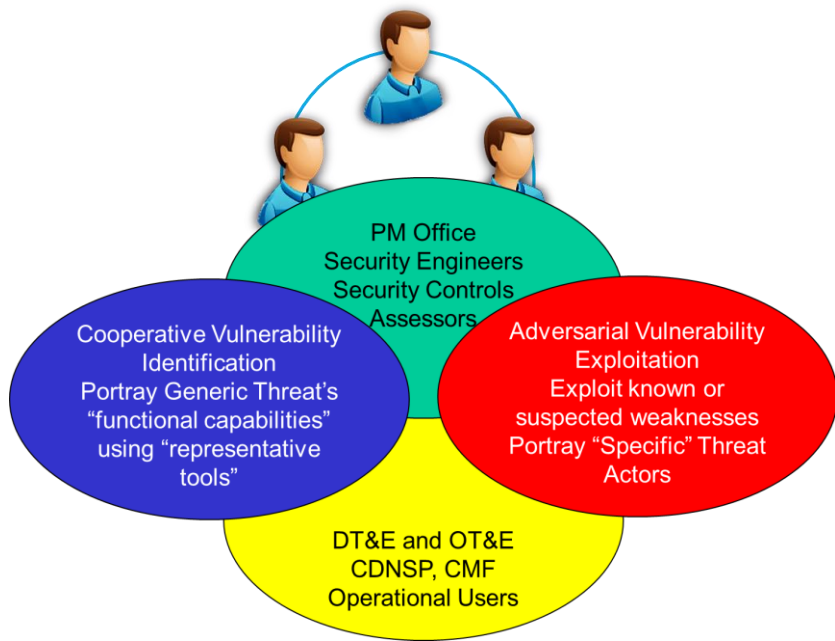 PM Office
Security Engineers
Security Controls
Assessors
Cooperative Vulnerability
Identification
Portray Generic Threat’s
“functional capabilities”
using “representative
tools”
Adversarial Vulnerability
Exploitation
Exploit known or
suspected weaknesses
Portray “Specific” Threat
Actors
DT&E and OT&E
CDNSP, CMF
Operational Users